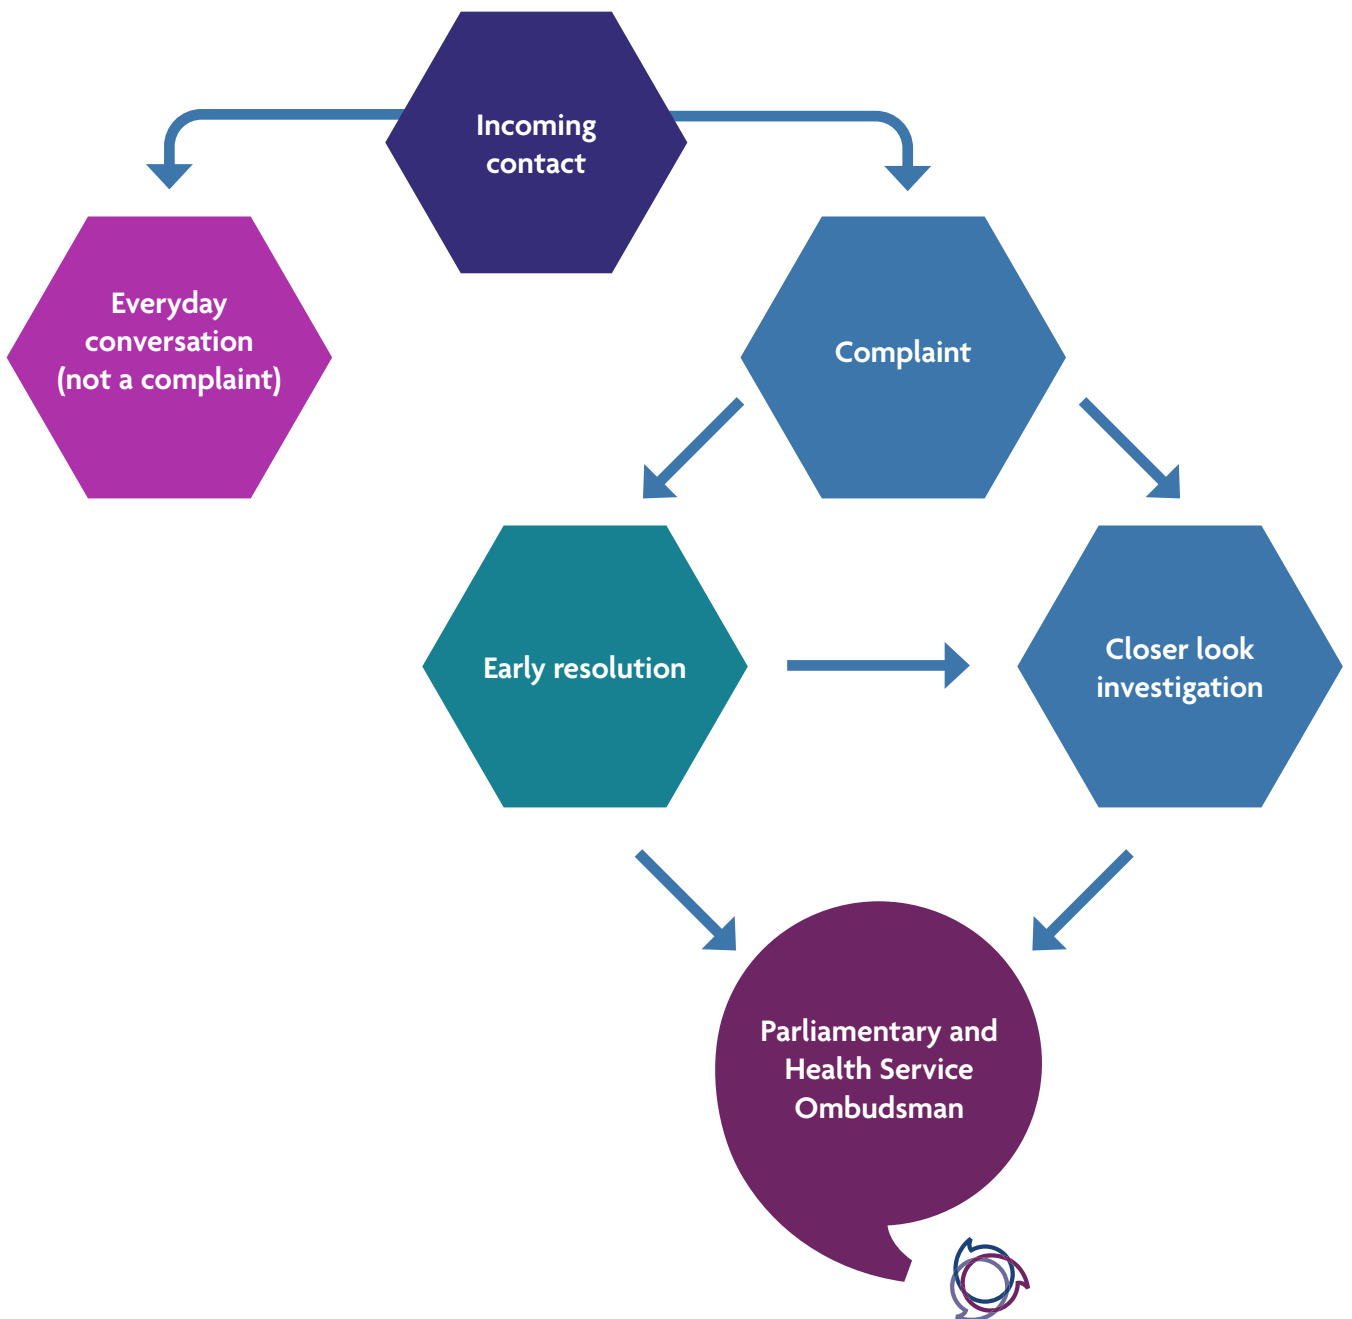 Incoming
contact
Everyday
conversation
(not a complaint)
Complaint
Early resolution
Closer look
investigation
Parliamentary and
Health Service
Ombudsman